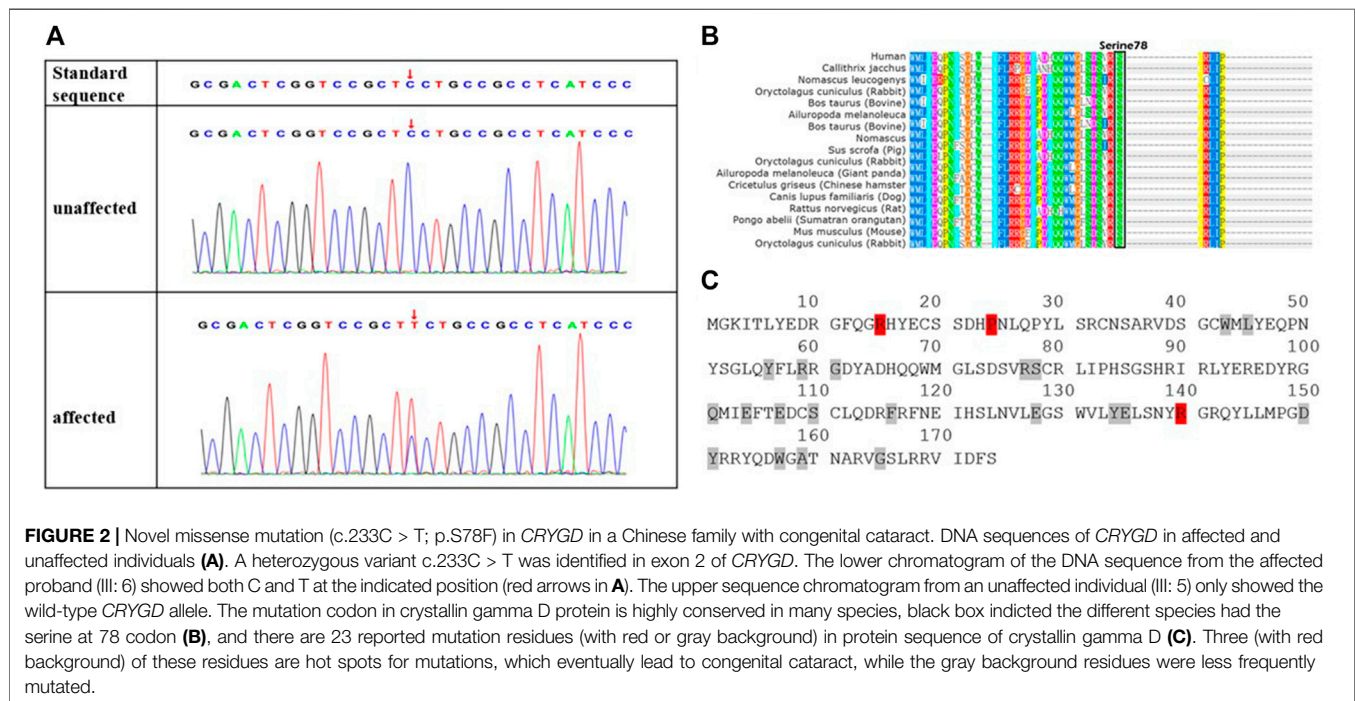 A
Standard
sequence
GCGACTCGGTCCGCTCCTGCCGCCTCATCCC
unaffected
GCGACTCGGTCCGCTCCTGCCGCCTCATCCC
affected
GCGACTCGGTCCGCTTCTGCCGCCTCATCCC
B
Serine78
Human
Callithrix jacchus
Nomascus leucogenys
Oryctolagus cuniculus (Rabbit)
Bos taurus (Bovine)
Ailuropoda melanoleuca
Bos taurus (Bovine)
Nomascus
Sus scrofa (Pig)
Oryctolagus cuniculus (Rabbit)
Ailuropoda melanoleuca (Giant panda)
Cricetulus griseus (Chinese hamster
Canis lupus familiaris (Dog)
Rattus norvegicus (Rat)
Pongo abelii (Sumatran orangutan)
Mus musculus (Mouse)
Oryctolagus cuniculus (Rabbit)
C
10 20 30 40 50
MGKITLYEDR GFQGRHYECS SDHPNLQPYL SRCNSARVDS GCWMLYEQPN
60 70 80 90 100
YSGLQYFLRR GDYADHQQWM GLSDSVRSCR LIPHSGSHRI RLYEREDYRG
110 120 130 140 150
QMIEFTEDCS CLQDRFRFNE IHSLNVLEGS WVLYELSNYR GRQYLLMPGD
160 170
YRRYQDWGAT NARVGSLRRV IDFS
FIGURE 2 | Novel missense mutation (c.233C > T; p.S78F) in CRYGD in a Chinese family with congenital cataract. DNA sequences of CRYGD in affected and
unaffected individuals (A). A heterozygous variant c.233C > T was identified in exon 2 of CRYGD. The lower chromatogram of the DNA sequence from the affected
proband (III: 6) showed both C and T at the indicated position (red arrows in A). The upper sequence chromatogram from an unaffected individual (III: 5) only showed the
wild-type CRYGD allele. The mutation codon in crystallin gamma D protein is highly conserved in many species, black box indicted the different species had the
serine at 78 codon (B), and there are 23 reported mutation residues (with red or gray background) in protein sequence of crystallin gamma D (C). Three (with red
background) of these residues are hot spots for mutations, which eventually lead to congenital cataract, while the gray background residues were less frequently
mutated.